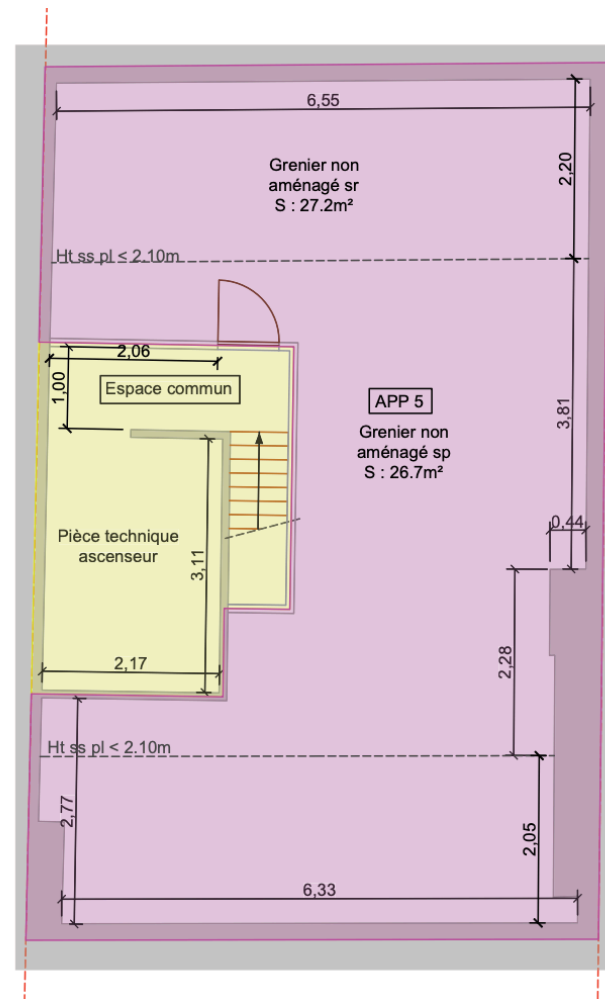 6,55
Grenier non
aménagé sr
S : 27.2m²
2,20
Ht ss pl < 2.10m
2,06
1,00
Espace commun
APP 5
Grenier non
aménagé sp
S : 26.7m²
3,81
0,44
Pièce technique
ascenseur
3,11
2,17
2,28
Ht ss pl < 2.10m
2,77
2,05
6,33